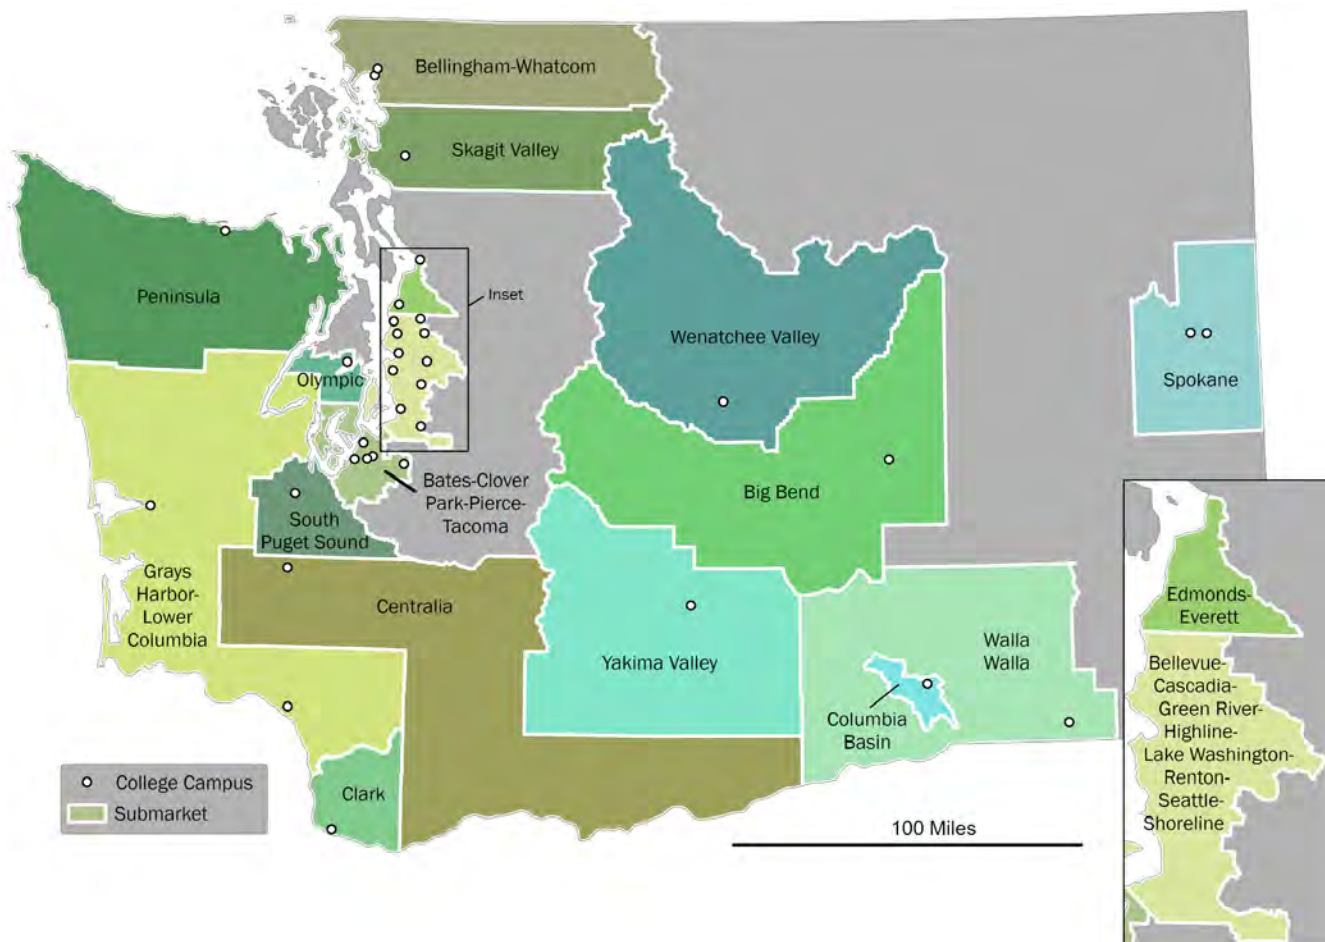 Bellingham-Whatcom
Skagit Valley
Peninsula
Inset
Wenatchee Valley
Olympic
Spokane
Bates-Clover
Park-Pierce-
Tacoma
Big Bend
South
Puget Sound
Grays
Harbor-
Lower
Columbia
Centralia
Yakima Valley
Walla
Walla
Columbia
Basin
Clark
College Campus
Submarket
100 Miles
Edmonds-
Everett
Bellevue-
Cascadia-
Green River-
Highline-
Lake Washington-
Renton-
Seattle-
Shoreline